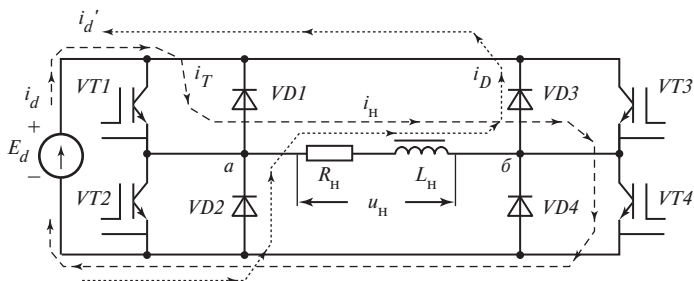 i_d'
i_d
VT1
i_T
VD1
i_н
i_D
VD3
VT3
+
E_d
−
a
б
R_н
L_н
VT2
VD2
u_н
VD4
VT4